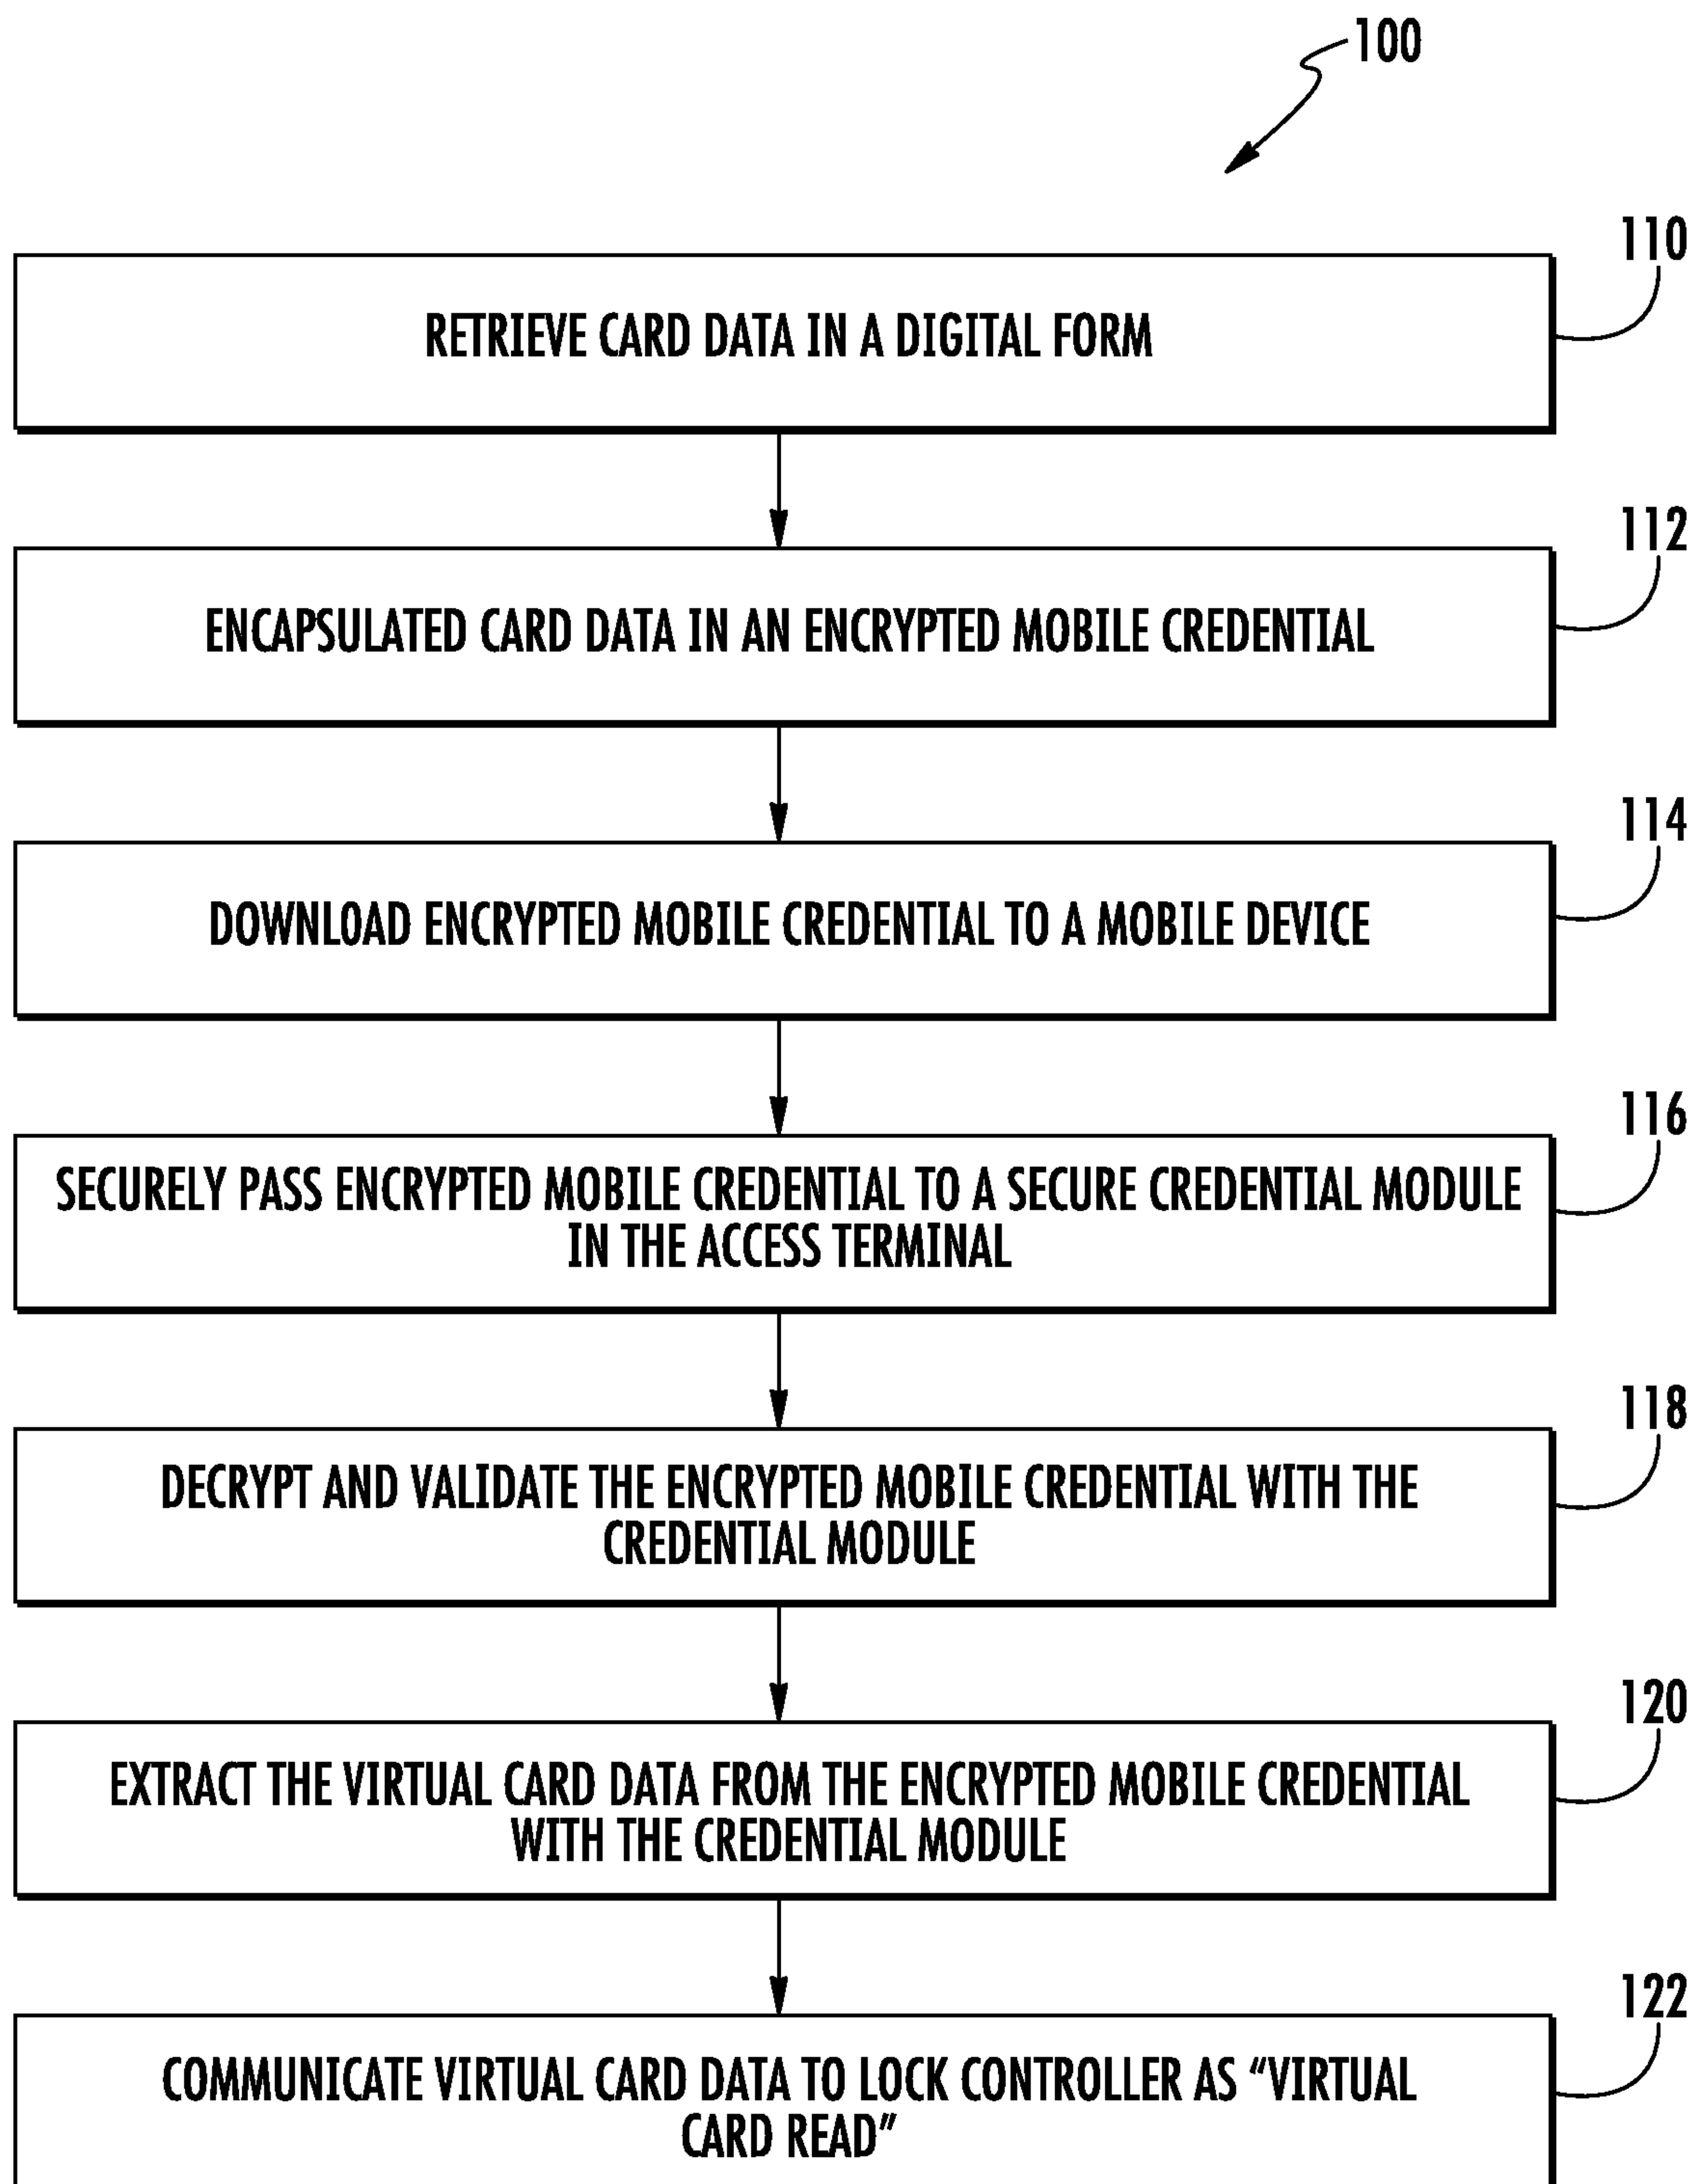 100
110
RETRIEVE CARD DATA IN A DIGITAL FORM
112
ENCAPSULATED CARD DATA IN AN ENCRYPTED MOBILE CREDENTIAL
114
DOWNLOAD ENCRYPTED MOBILE CREDENTIAL TO A MOBILE DEVICE
116
SECURELY PASS ENCRYPTED MOBILE CREDENTIAL TO A SECURE CREDENTIAL MODULE
IN THE ACCESS TERMINAL
118
DECRYPT AND VALIDATE THE ENCRYPTED MOBILE CREDENTIAL WITH THE
CREDENTIAL MODULE
120
EXTRACT THE VIRTUAL CARD DATA FROM THE ENCRYPTED MOBILE CREDENTIAL
WITH THE CREDENTIAL MODULE
122
COMMUNICATE VIRTUAL CARD DATA TO LOCK CONTROLLER AS “VIRTUAL
CARD READ”